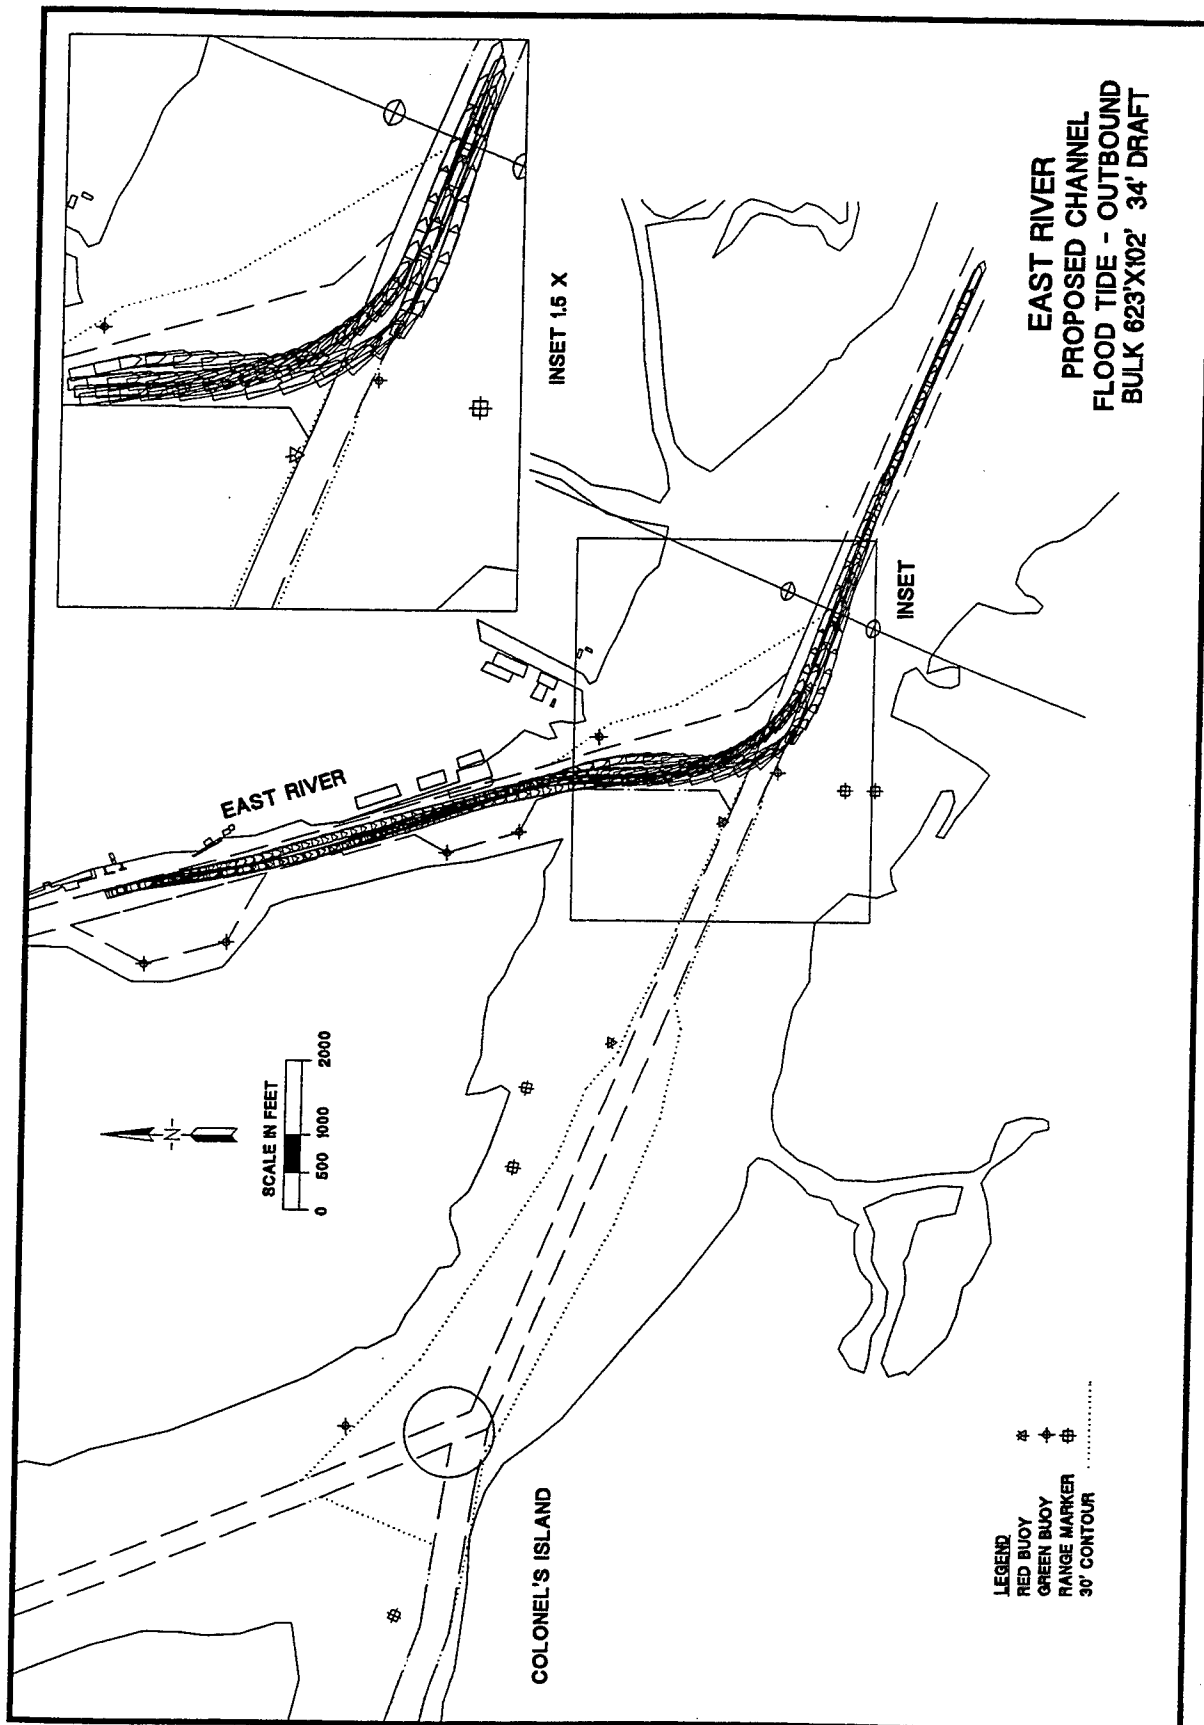 EAST RIVER
PROPOSED CHANNEL
FLOOD TIDE - OUTBOUND
BULK 623'X102' 34' DRAFT
INSET 1.5 X
INSET
EAST RIVER
-N-
SCALE IN FEET
0 500 1000 2000
COLONEL'S ISLAND
LEGEND
RED BUOY
GREEN BUOY
RANGE MARKER
30' CONTOUR